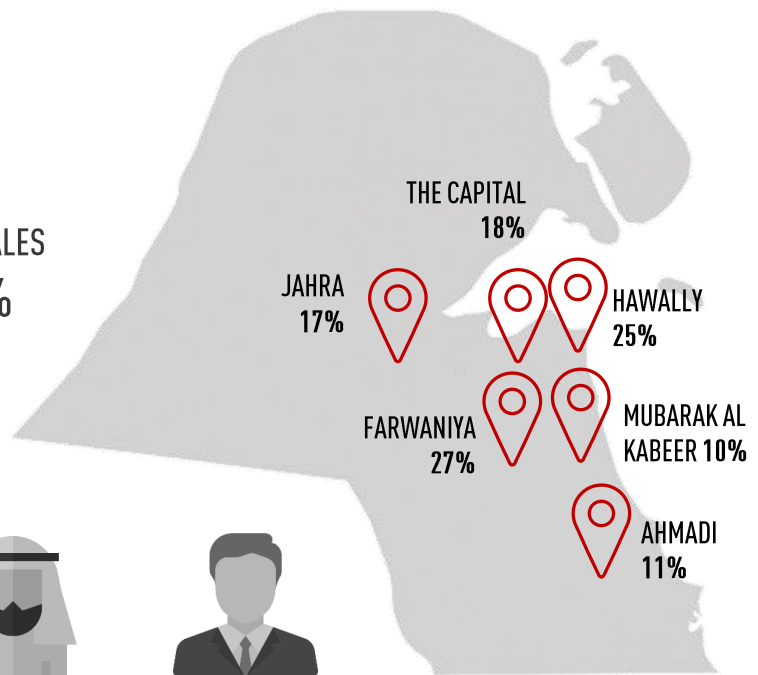 THE CAPITAL
18%
JAHRA
17%
HAWALLY
25%
FARWANIYA
27%
MUBARAK AL
KABEER 10%
AHMADI
11%